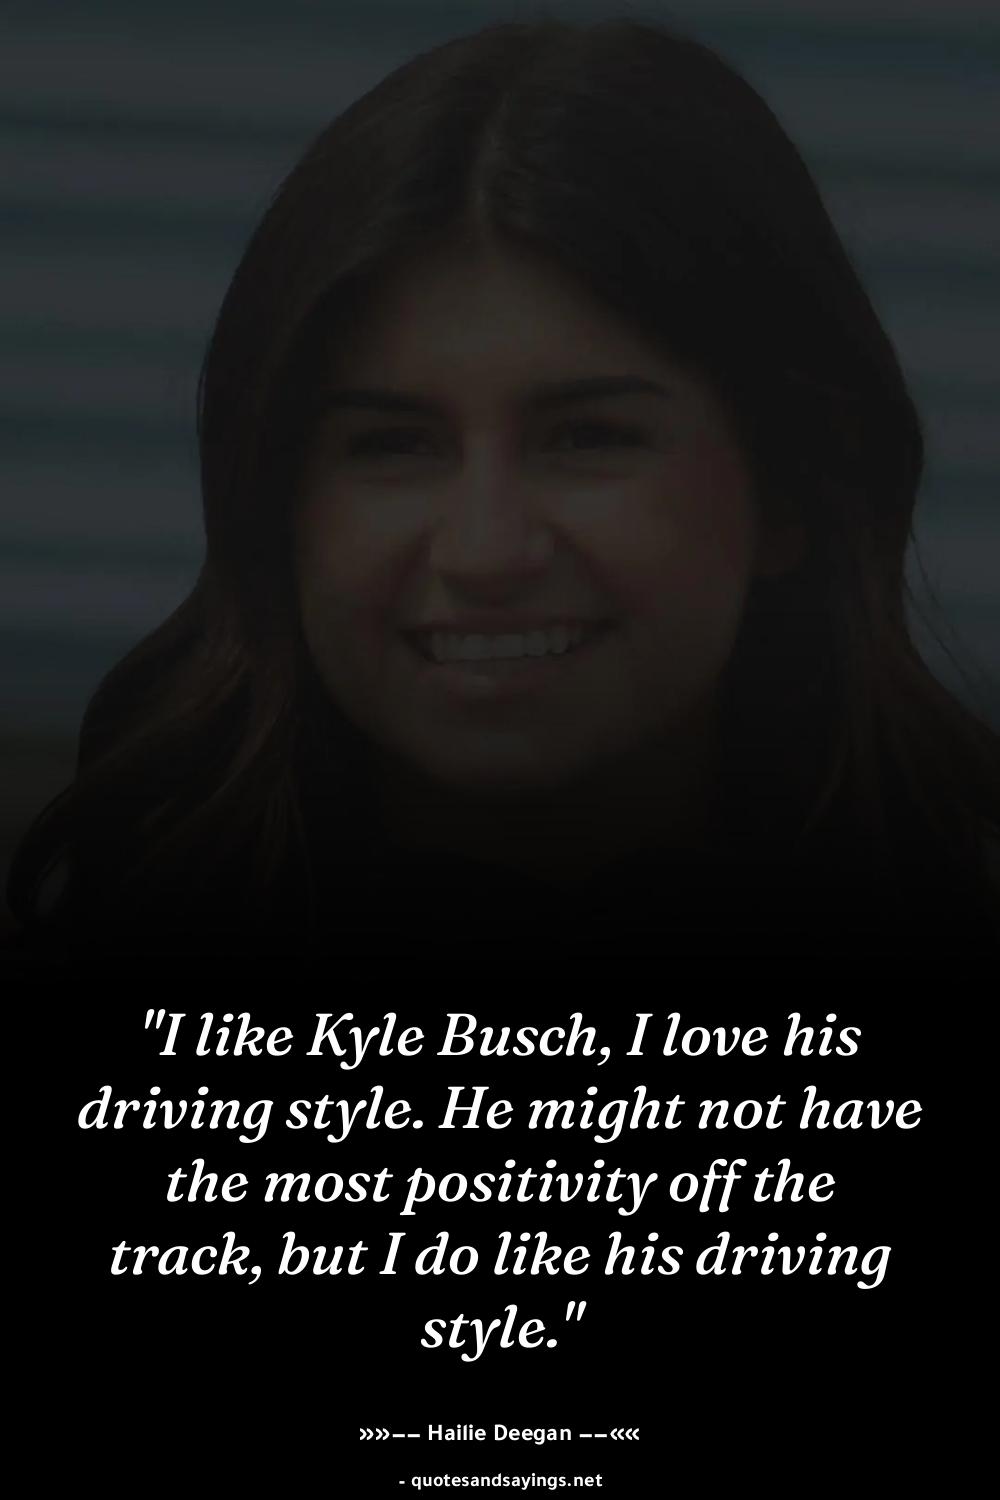 "I like Kyle Busch, I love his
driving style. He might not have
the most positivity off the
track, but I do like his driving
style."
»»−− Hailie Deegan −−««
- quotesandsayings.net